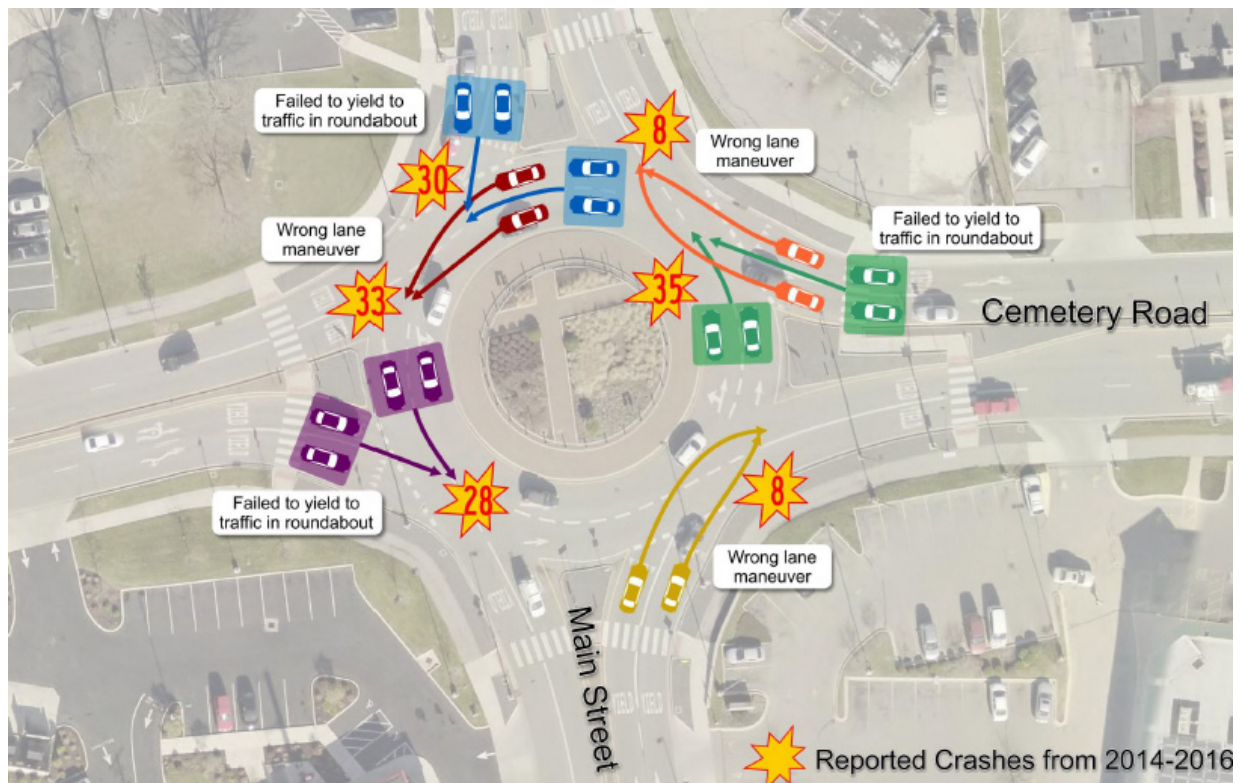 Failed to yield to
traffic in roundabout
8
Wrong lane
maneuver
30
Failed to yield to
traffic in roundabout
Wrong lane
maneuver
33
35
Cemetery Road
28
8
Failed to yield to
traffic in roundabout
Wrong lane
maneuver
Main Street
Reported Crashes from 2014-2016